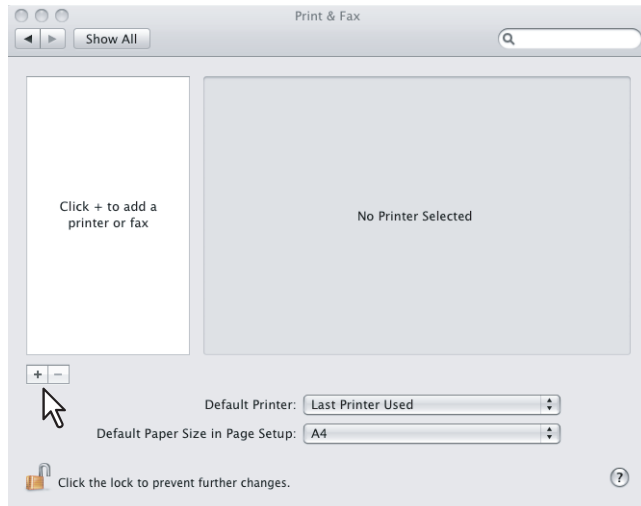 Print & Fax
Show All
Click + to add a
printer or fax
No Printer Selected
+ −
Default Printer: Last Printer Used
Default Paper Size in Page Setup: A4
Click the lock to prevent further changes.
?